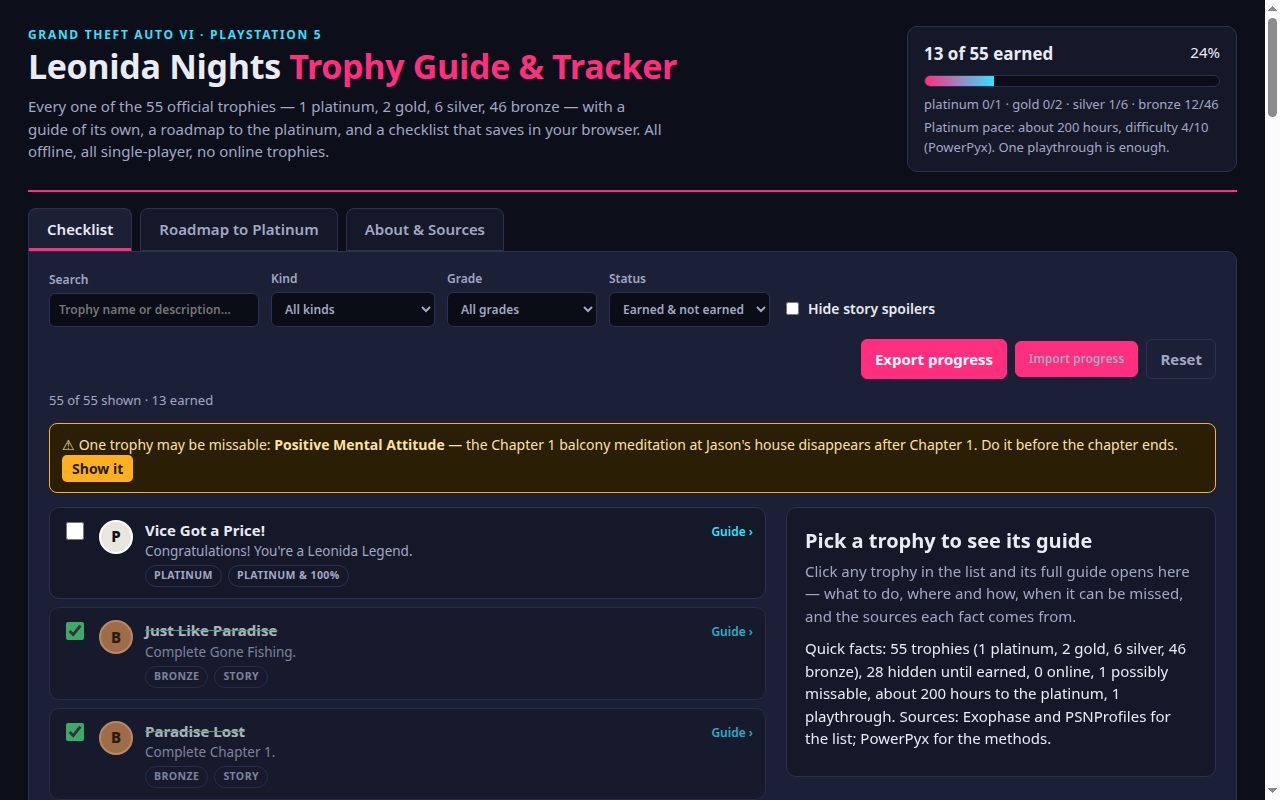 GRAND THEFT AUTO VI · PLAYSTATION 5
Leonida Nights Trophy Guide & Tracker
Every one of the 55 official trophies — 1 platinum, 2 gold, 6 silver, 46 bronze — with a
guide of its own, a roadmap to the platinum, and a checklist that saves in your browser. All
offline, all single-player, no online trophies.
13 of 55 earned
24%
platinum 0/1 · gold 0/2 · silver 1/6 · bronze 12/46
Platinum pace: about 200 hours, difficulty 4/10
(PowerPyx). One playthrough is enough.
Checklist
Roadmap to Platinum
About & Sources
Search
Kind
Grade
Status
Trophy name or description...
All kinds
All grades
Earned & not earned
Hide story spoilers
Export progress
Import progress
Reset
55 of 55 shown · 13 earned
⚠ One trophy may be missable: Positive Mental Attitude — the Chapter 1 balcony meditation at Jason's house disappears after Chapter 1. Do it before the chapter ends.
Show it
P
Vice Got a Price!
Guide ›
Congratulations! You're a Leonida Legend.
PLATINUM
PLATINUM & 100%
B
Just Like Paradise
Guide ›
Complete Gone Fishing.
BRONZE
STORY
B
Paradise Lost
Guide ›
Complete Chapter 1.
BRONZE
STORY
Pick a trophy to see its guide
Click any trophy in the list and its full guide opens here
— what to do, where and how, when it can be missed,
and the sources each fact comes from.
Quick facts: 55 trophies (1 platinum, 2 gold, 6 silver, 46
bronze), 28 hidden until earned, 0 online, 1 possibly
missable, about 200 hours to the platinum, 1
playthrough. Sources: Exophase and PSNProfiles for
the list; PowerPyx for the methods.